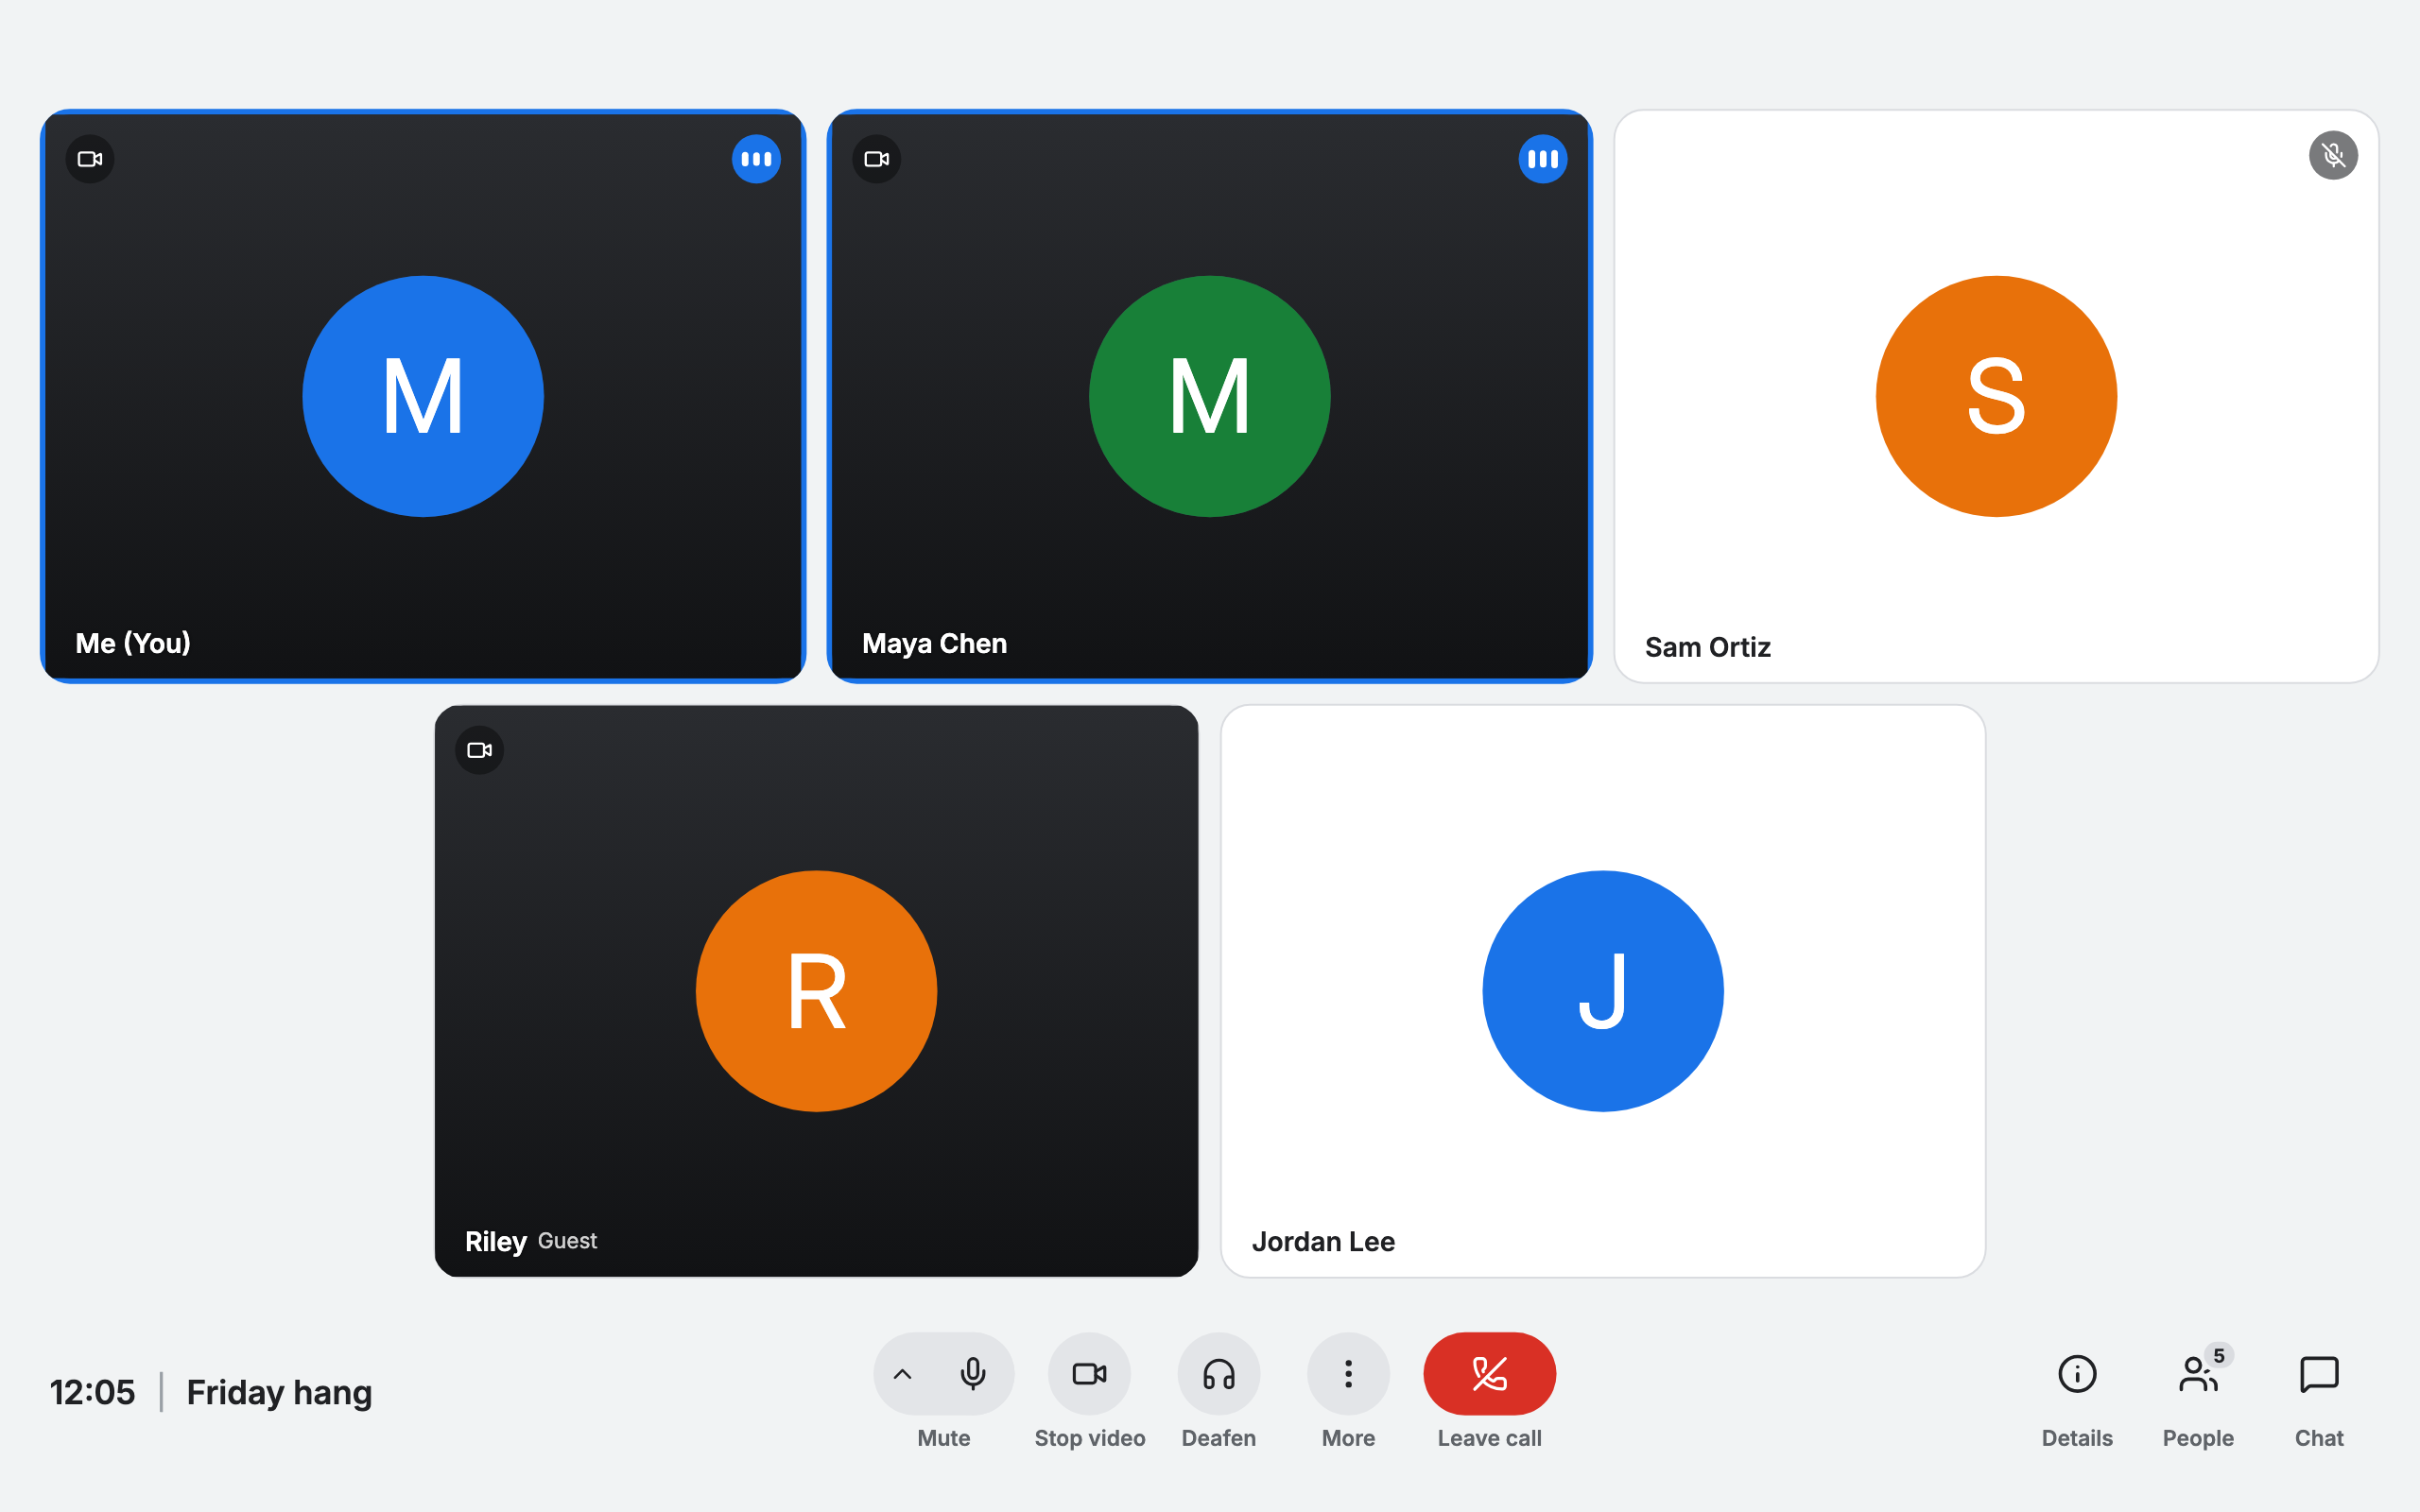 M
Me (You)
M
Maya Chen
S
Sam Ortiz
R
Riley Guest
J
Jordan Lee
12:05 | Friday hang
Mute
Stop video
Deafen
More
Leave call
Details
5
People
Chat